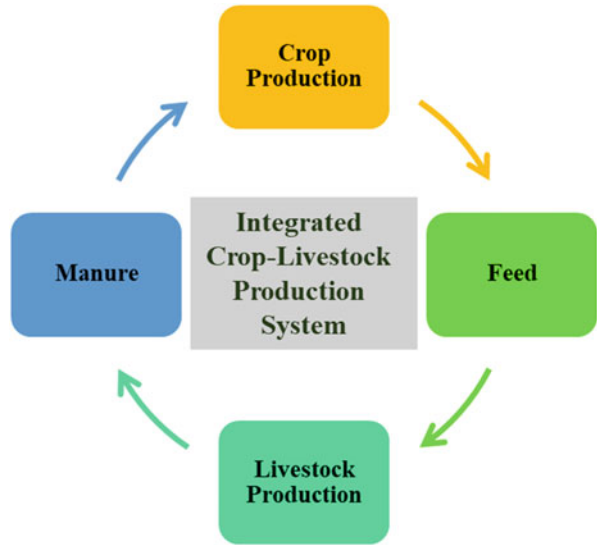 Crop
Production
Manure
Integrated
Crop-Livestock
Production
System
Feed
Livestock
Production